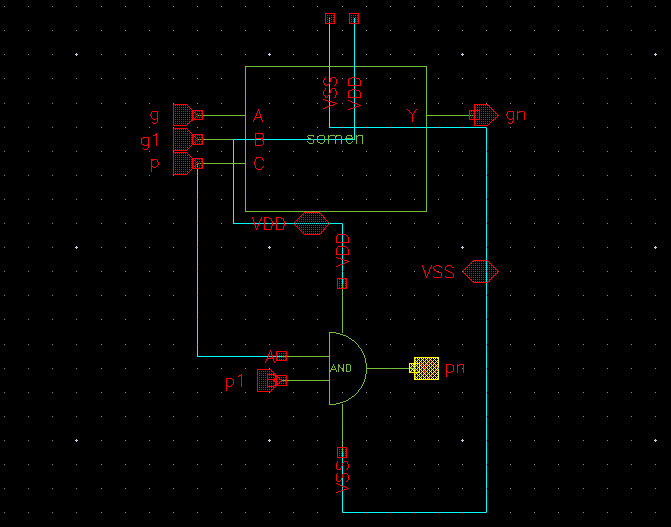 VSS VDD
g A Y gn
g1 B somen
p C
VDD
VDD
VSS
A
AND pn
p1
VSS